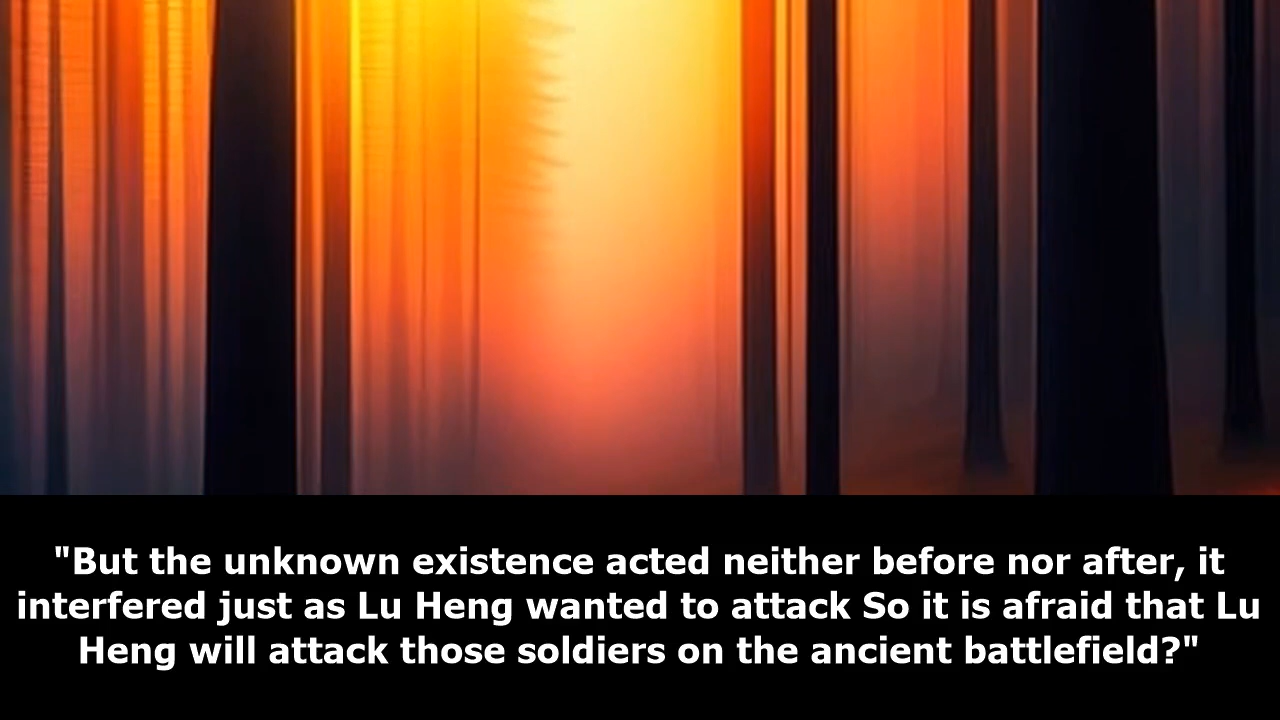 "But the unknown existence acted neither before nor after, it
interfered just as Lu Heng wanted to attack So it is afraid that Lu
Heng will attack those soldiers on the ancient battlefield?"